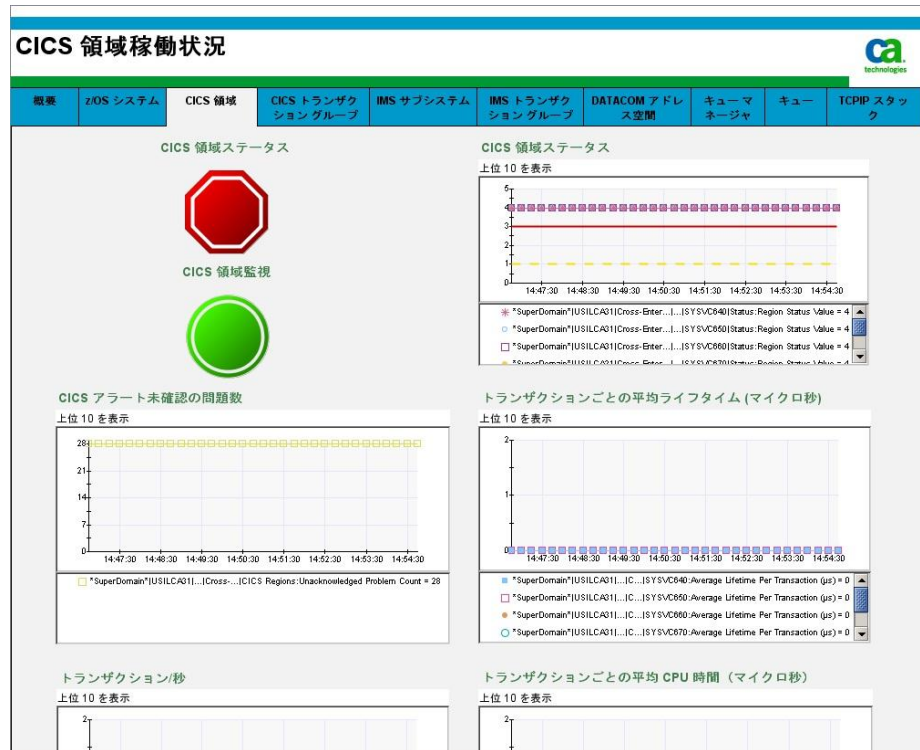 CICS 領域稼働状況
ca
technologies
概要
z/OS システム
CICS 領域
CICS トランザク
ション グループ
IMS サブシステム
IMS トランザク
ション グループ
DATACOM アドレ
ス空間
キュー マ
ネージャ
キュー
TCPIP スタッ
ク
CICS 領域ステータス
CICS 領域監視
CICS 領域ステータス
上位 10 を表示
5
4
3
2
1
0
14:47:30 14:48:30 14:49:30 14:50:30 14:51:30 14:52:30 14:53:30 14:54:30
*SuperDomain*|USILCA31|Cross-Enter...|...|SYSVC640|Status:Region Status Value = 4
*SuperDomain*|USILCA31|Cross-Enter...|...|SYSVC650|Status:Region Status Value = 4
*SuperDomain*|USILCA31|Cross-Enter...|...|SYSVC660|Status:Region Status Value = 4
*SuperDomain*|USILCA31|Cross-Enter...|...|SYSVC670|Status:Region Status Value = 4
CICS アラート未確認の問題数
上位 10 を表示
28
21
14
7
0
14:47:30 14:48:30 14:49:30 14:50:30 14:51:30 14:52:30 14:53:30 14:54:30
*SuperDomain*|USILCA31|...|Cross-...|CICS Regions:Unacknowledged Problem Count = 28
トランザクションごとの平均ライフタイム (マイクロ秒)
上位 10 を表示
2
1
0
14:47:30 14:48:30 14:49:30 14:50:30 14:51:30 14:52:30 14:53:30 14:54:30
*SuperDomain*|USILCA31|...|C...|SYSVC640:Average Lifetime Per Transaction (µs) = 0
*SuperDomain*|USILCA31|...|C...|SYSVC650:Average Lifetime Per Transaction (µs) = 0
*SuperDomain*|USILCA31|...|C...|SYSVC660:Average Lifetime Per Transaction (µs) = 0
*SuperDomain*|USILCA31|...|C...|SYSVC670:Average Lifetime Per Transaction (µs) = 0
トランザクション/秒
上位 10 を表示
2
トランザクションごとの平均 CPU 時間（マイクロ秒）
上位 10 を表示
2